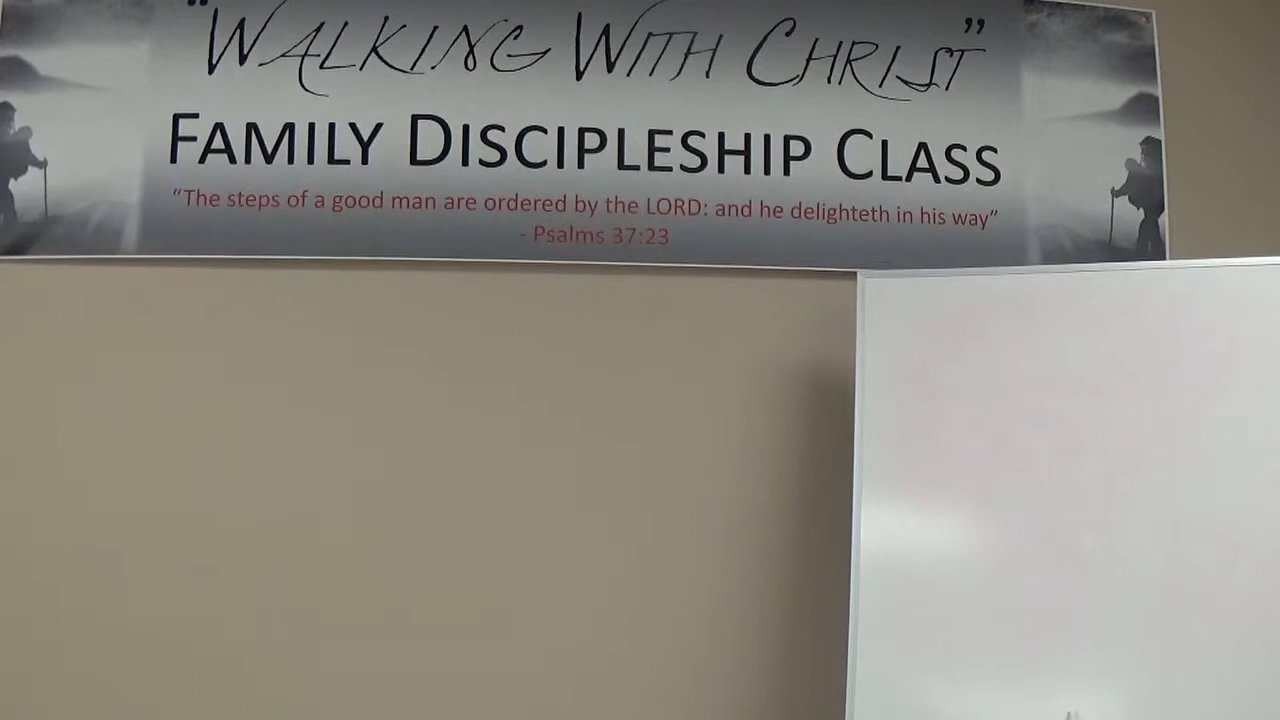 "WALKING WITH CHRIST"
FAMILY DISCIPLESHIP CLASS
"The steps of a good man are ordered by the LORD: and he delighteth in his way"
- Psalms 37:23